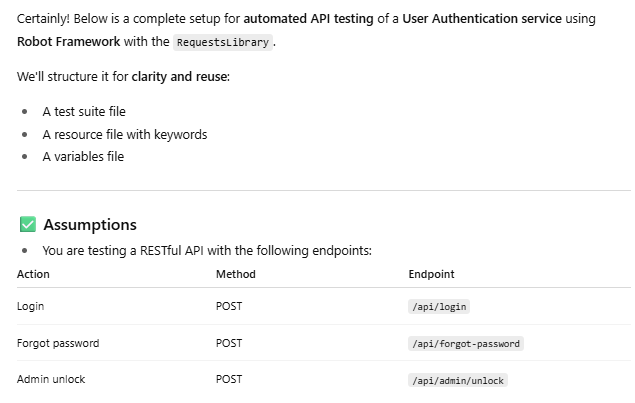 Certainly! Below is a complete setup for automated API testing of a User Authentication service using
Robot Framework with the RequestsLibrary.
We'll structure it for clarity and reuse:
• A test suite file
• A resource file with keywords
• A variables file
✅ Assumptions
• You are testing a RESTful API with the following endpoints:
Action Method Endpoint
Login POST /api/login
Forgot password POST /api/forgot-password
Admin unlock POST /api/admin/unlock